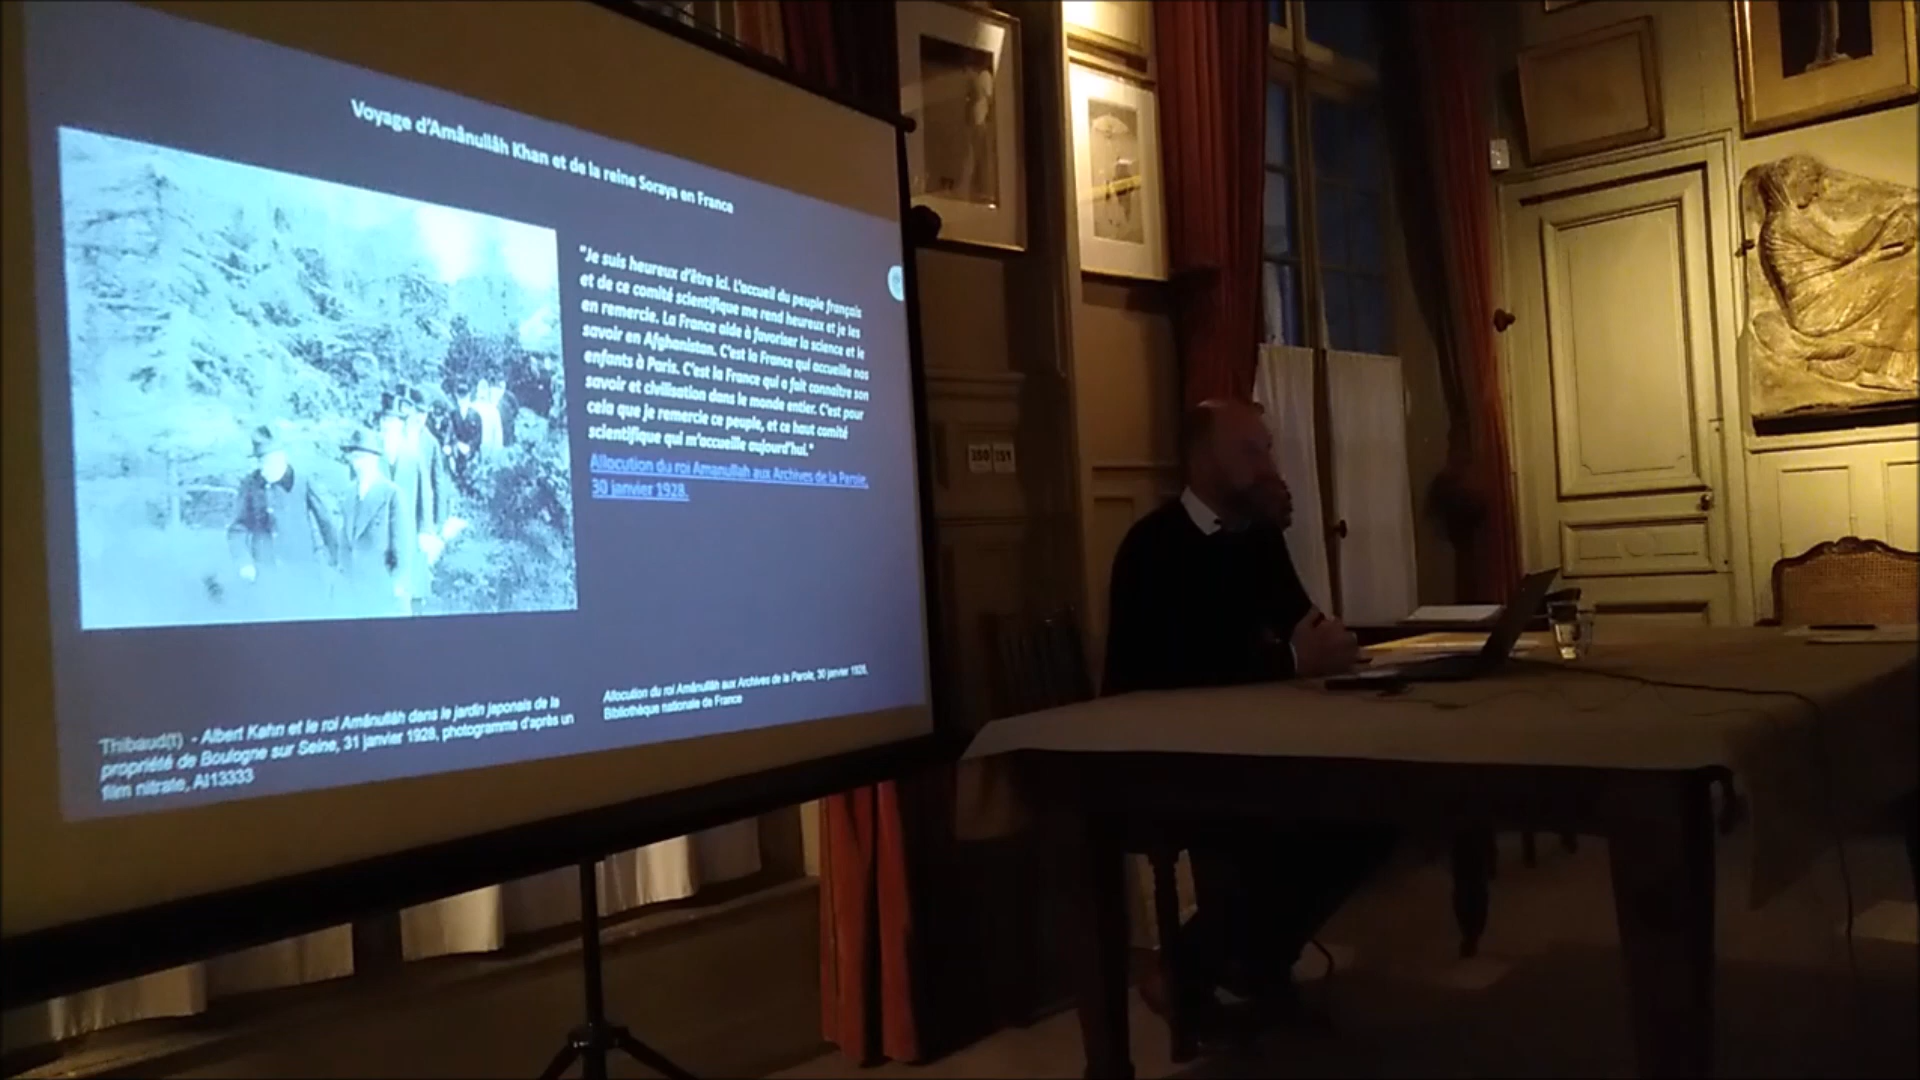 Voyage d'Amânullâh Khan et de la reine Soraya en France
"Je suis heureux d'être ici. L'accueil du peuple français
et de ce comité scientifique me rend heureux et je les
en remercie. La France aide à favoriser la science et le
savoir en Afghanistan. C'est la France qui accueille nos
enfants à Paris. C'est la France qui a fait connaître son
savoir et civilisation dans le monde entier. C'est pour
cela que je remercie ce peuple, et ce haut comité
scientifique qui m'accueille aujourd'hui."
Allocution du roi Amanullah aux Archives de la Parole,
30 janvier 1928.
Thibaud(t) - Albert Kahn et le roi Amânullâh dans le jardin japonais de la
propriété de Boulogne sur Seine, 31 janvier 1928, photogramme d'après un
film nitrate, AI13333
Allocution du roi Amânullâh aux Archives de la Parole, 30 janvier 1928,
Bibliothèque nationale de France
350 351